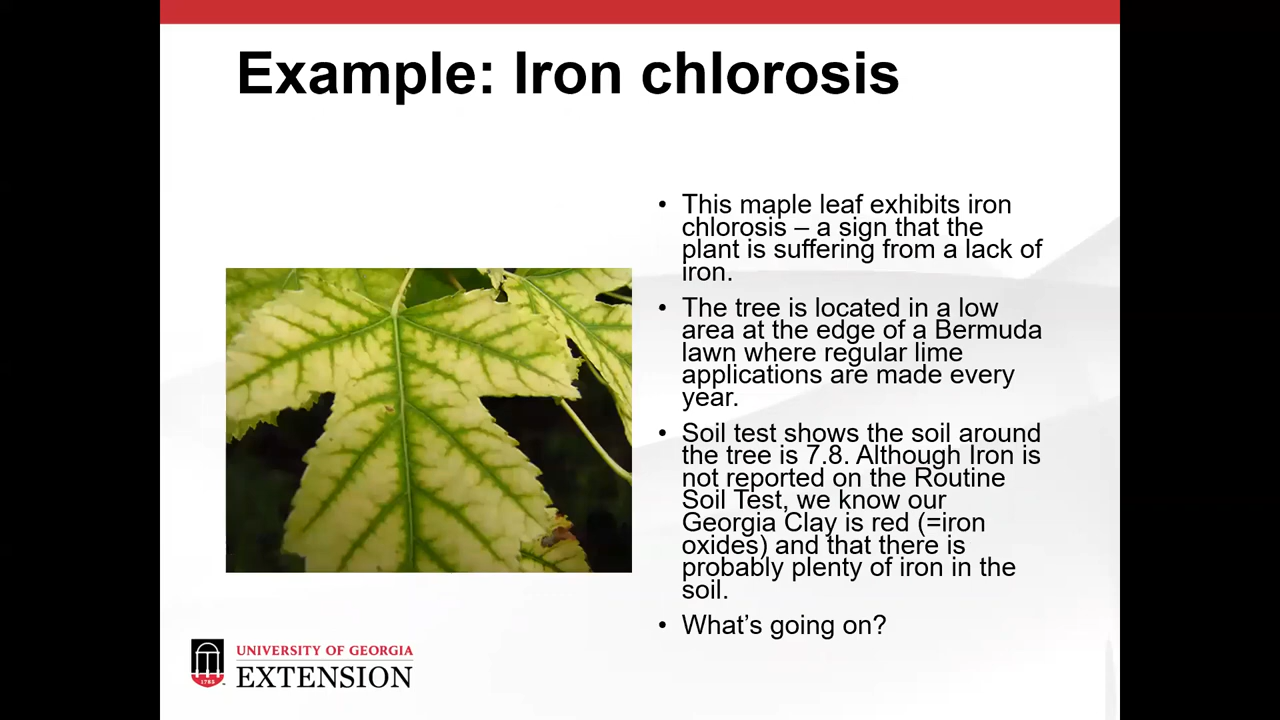 Example: Iron chlorosis
• This maple leaf exhibits iron
chlorosis – a sign that the
plant is suffering from a lack of
iron.
• The tree is located in a low
area at the edge of a Bermuda
lawn where regular lime
applications are made every
year.
• Soil test shows the soil around
the tree is 7.8. Although Iron is
not reported on the Routine
Soil Test, we know our
Georgia Clay is red (=iron
oxides) and that there is
probably plenty of iron in the
soil.
• What’s going on?
1785
UNIVERSITY OF GEORGIA
EXTENSION